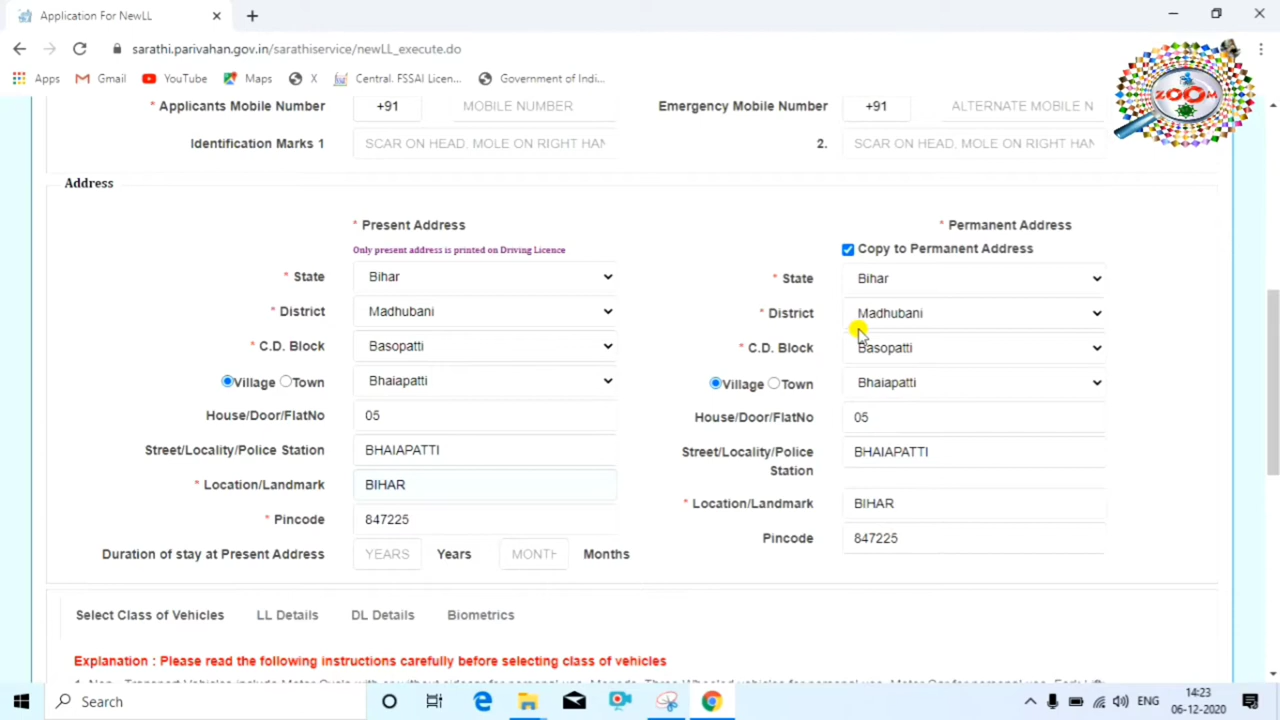 Application For NewLL
sarathi.parivahan.gov.in/sarathiservice/newLL_execute.do
Apps Gmail YouTube Maps X Central. FSSAI Licen... Government of Indi...
ZOOM
* Applicants Mobile Number +91 MOBILE NUMBER Emergency Mobile Number +91 ALTERNATE MOBILE N
Identification Marks 1 SCAR ON HEAD, MOLE ON RIGHT HAN 2. SCAR ON HEAD, MOLE ON RIGHT HAN
Address
* Present Address * Permanent Address
Only present address is printed on Driving Licence Copy to Permanent Address
* State Bihar * State Bihar
* District Madhubani * District Madhubani
* C.D. Block Basopatti * C.D. Block Basopatti
Village Town Bhaiapatti Village Town Bhaiapatti
House/Door/FlatNo 05 House/Door/FlatNo 05
Street/Locality/Police Station BHAIAPATTI Street/Locality/Police BHAIAPATTI
Station
* Location/Landmark BIHAR * Location/Landmark BIHAR
* Pincode 847225 Pincode 847225
Duration of stay at Present Address YEARS Years MONTH Months
Select Class of Vehicles LL Details DL Details Biometrics
Explanation : Please read the following instructions carefully before selecting class of vehicles
Search ENG 14:23
06-12-2020